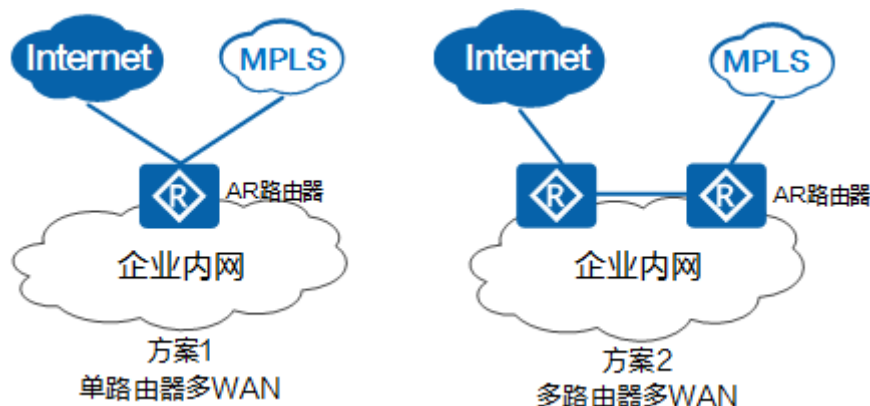 Internet
MPLS
R
AR路由器
企业内网
方案1
单路由器多WAN
Internet
MPLS
R
R
AR路由器
企业内网
方案2
多路由器多WAN